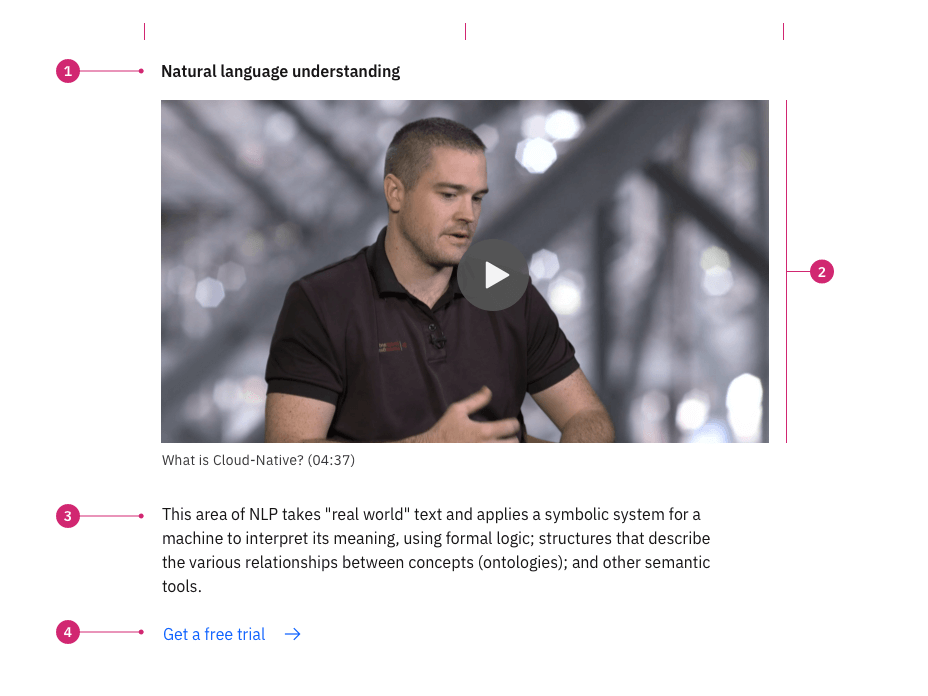 1 Natural language understanding
2
What is Cloud-Native? (04:37)
3 This area of NLP takes "real world" text and applies a symbolic system for a
machine to interpret its meaning, using formal logic; structures that describe
the various relationships between concepts (ontologies); and other semantic
tools.
4 Get a free trial →